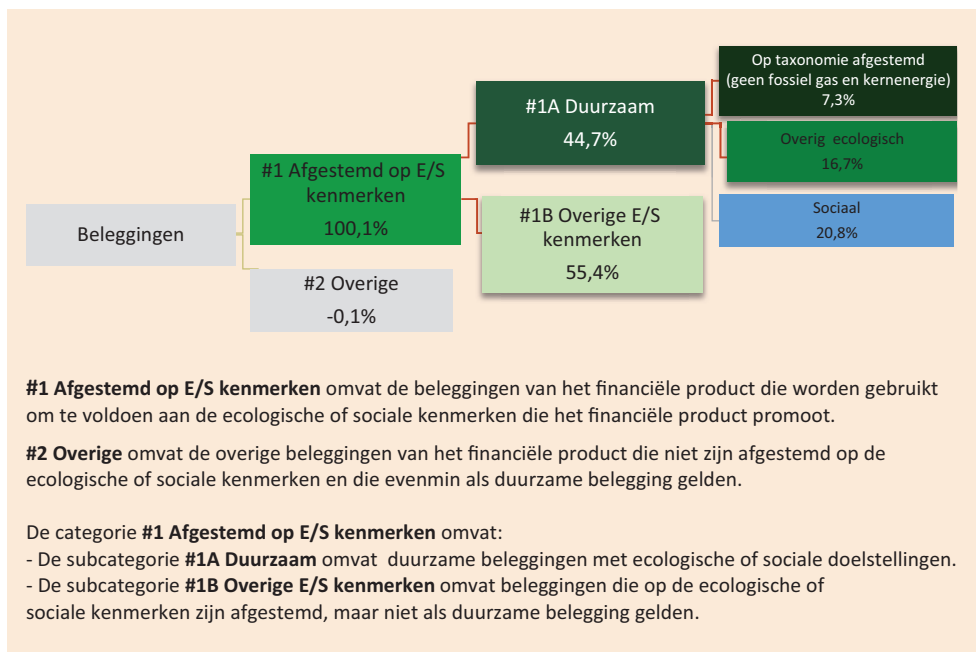 Beleggingen
#1 Afgestemd op E/S
kenmerken
100,1%
#2 Overige
-0,1%
#1A Duurzaam
44,7%
#1B Overige E/S
kenmerken
55,4%
Op taxonomie afgestemd
(geen fossiel gas en kernenergie)
7,3%
Overig ecologisch
16,7%
Sociaal
20,8%
#1 Afgestemd op E/S kenmerken omvat de beleggingen van het financiële product die worden gebruikt
om te voldoen aan de ecologische of sociale kenmerken die het financiële product promoot.
#2 Overige omvat de overige beleggingen van het financiële product die niet zijn afgestemd op de
ecologische of sociale kenmerken en die evenmin als duurzame belegging gelden.
De categorie #1 Afgestemd op E/S kenmerken omvat:
- De subcategorie #1A Duurzaam omvat duurzame beleggingen met ecologische of sociale doelstellingen.
- De subcategorie #1B Overige E/S kenmerken omvat beleggingen die op de ecologische of
sociale kenmerken zijn afgestemd, maar niet als duurzame belegging gelden.